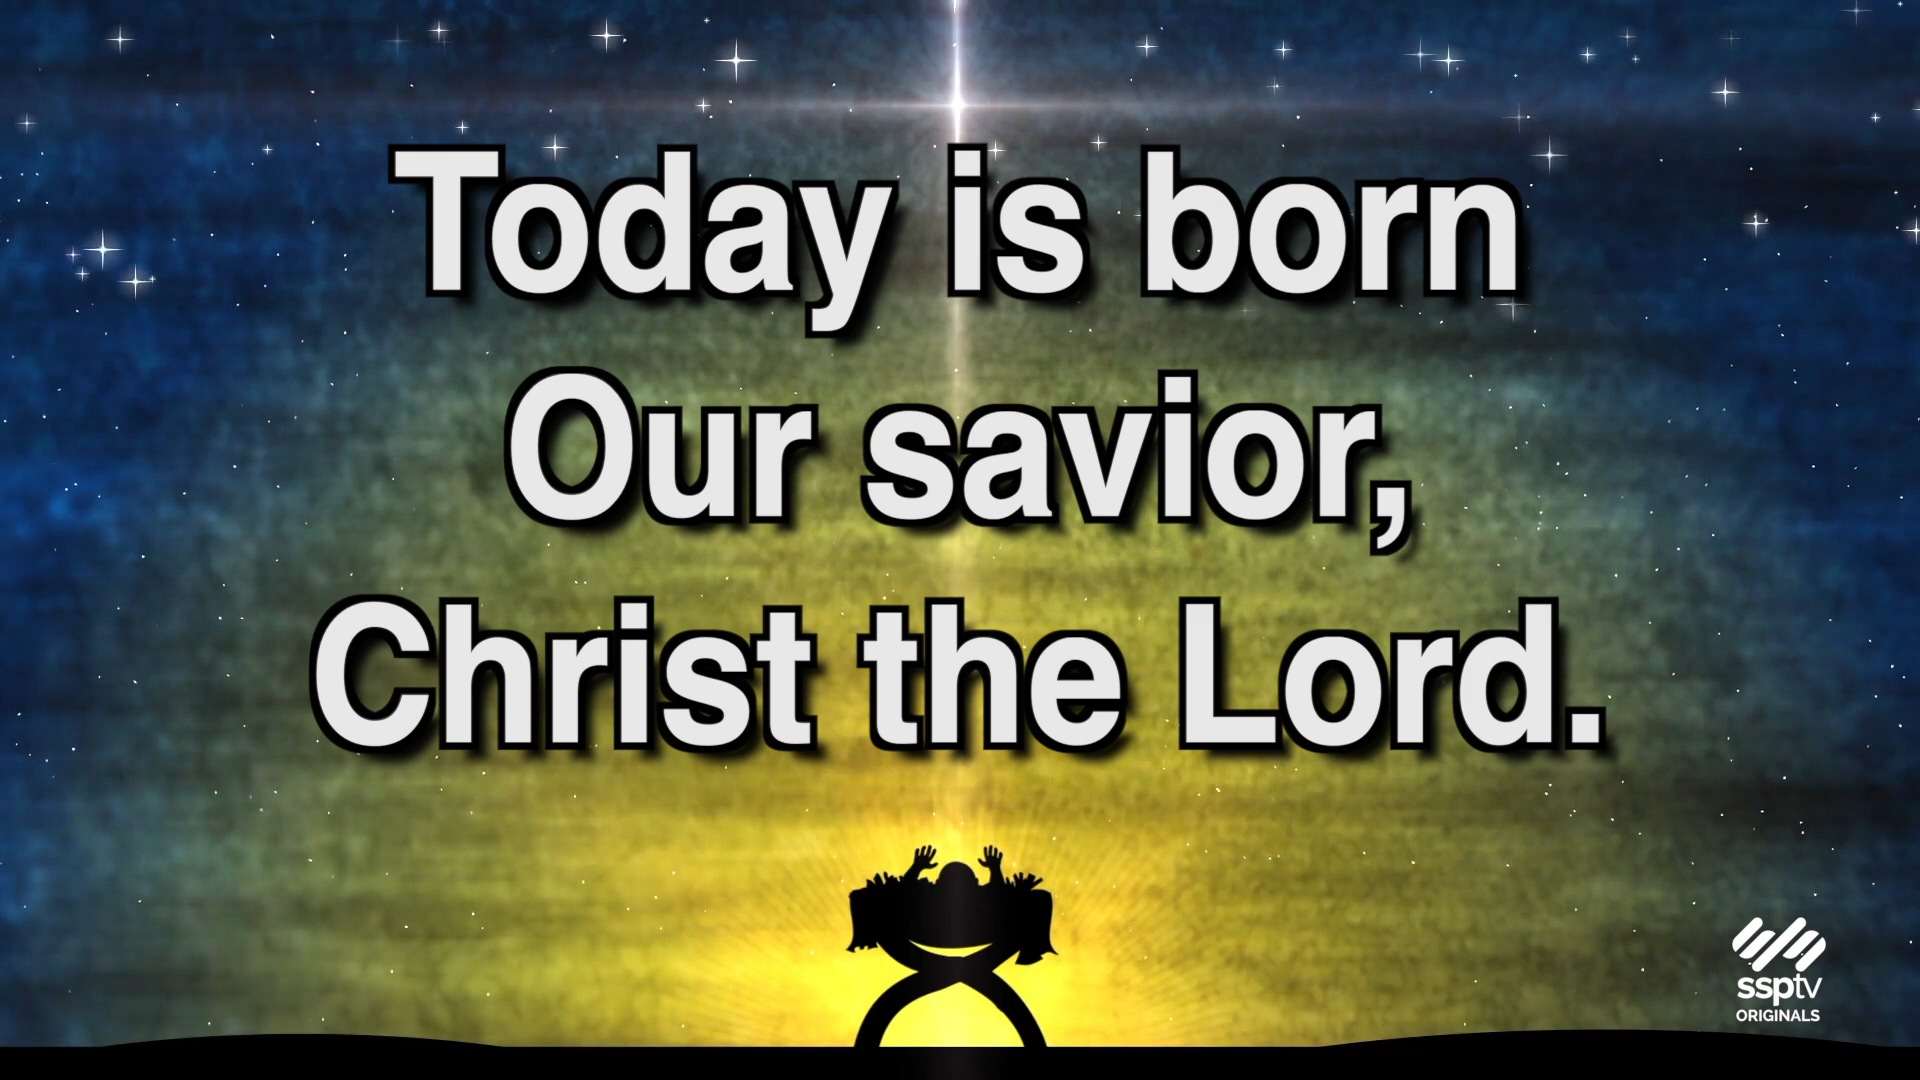 Today is born
Our savior,
Christ the Lord.
ssptv
ORIGINALS